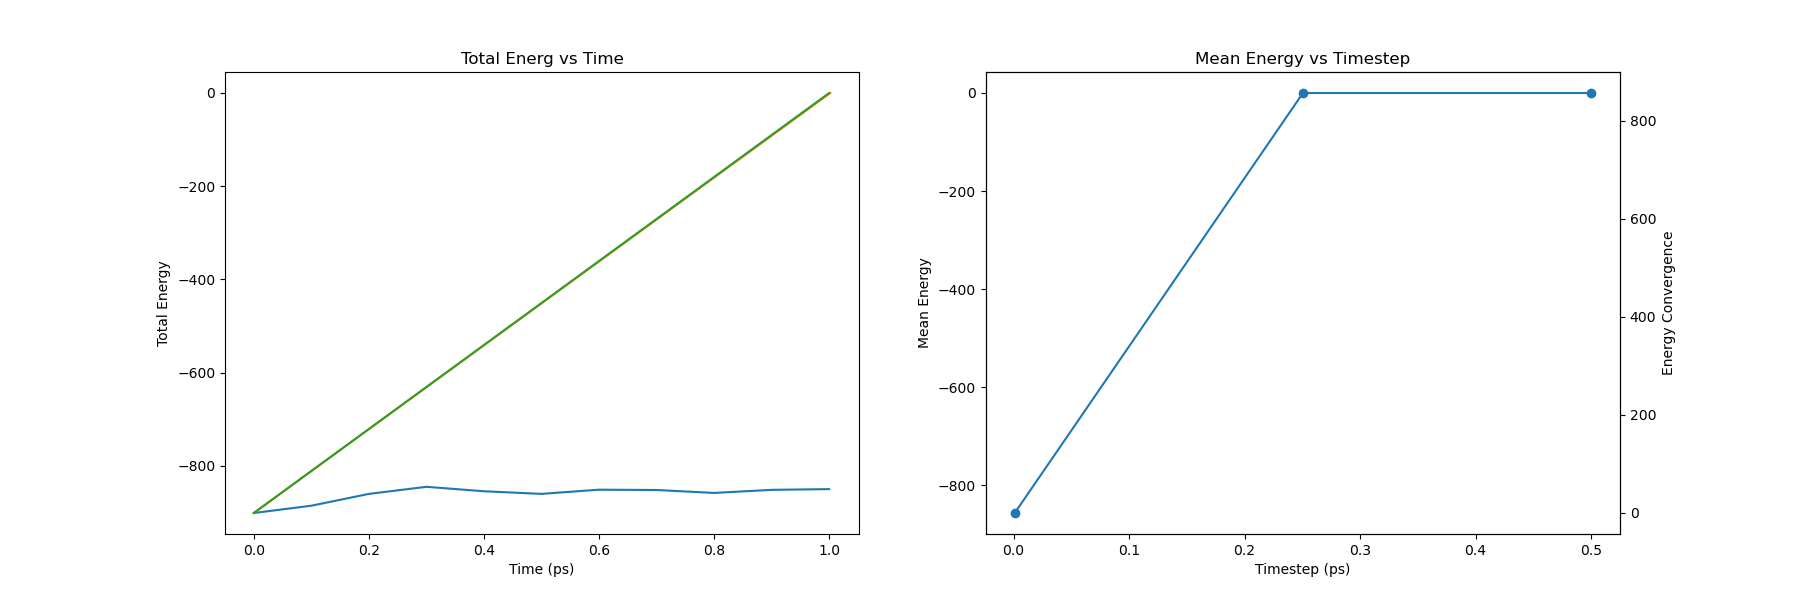 Total Energ vs Time
0
−200
−400
−600
−800
Total Energy
0.0 0.2 0.4 0.6 0.8 1.0
Time (ps)
Mean Energy vs Timestep
0
−200
−400
−600
−800
Mean Energy
800
600
400
200
0
Energy Convergence
0.0 0.1 0.2 0.3 0.4 0.5
Timestep (ps)